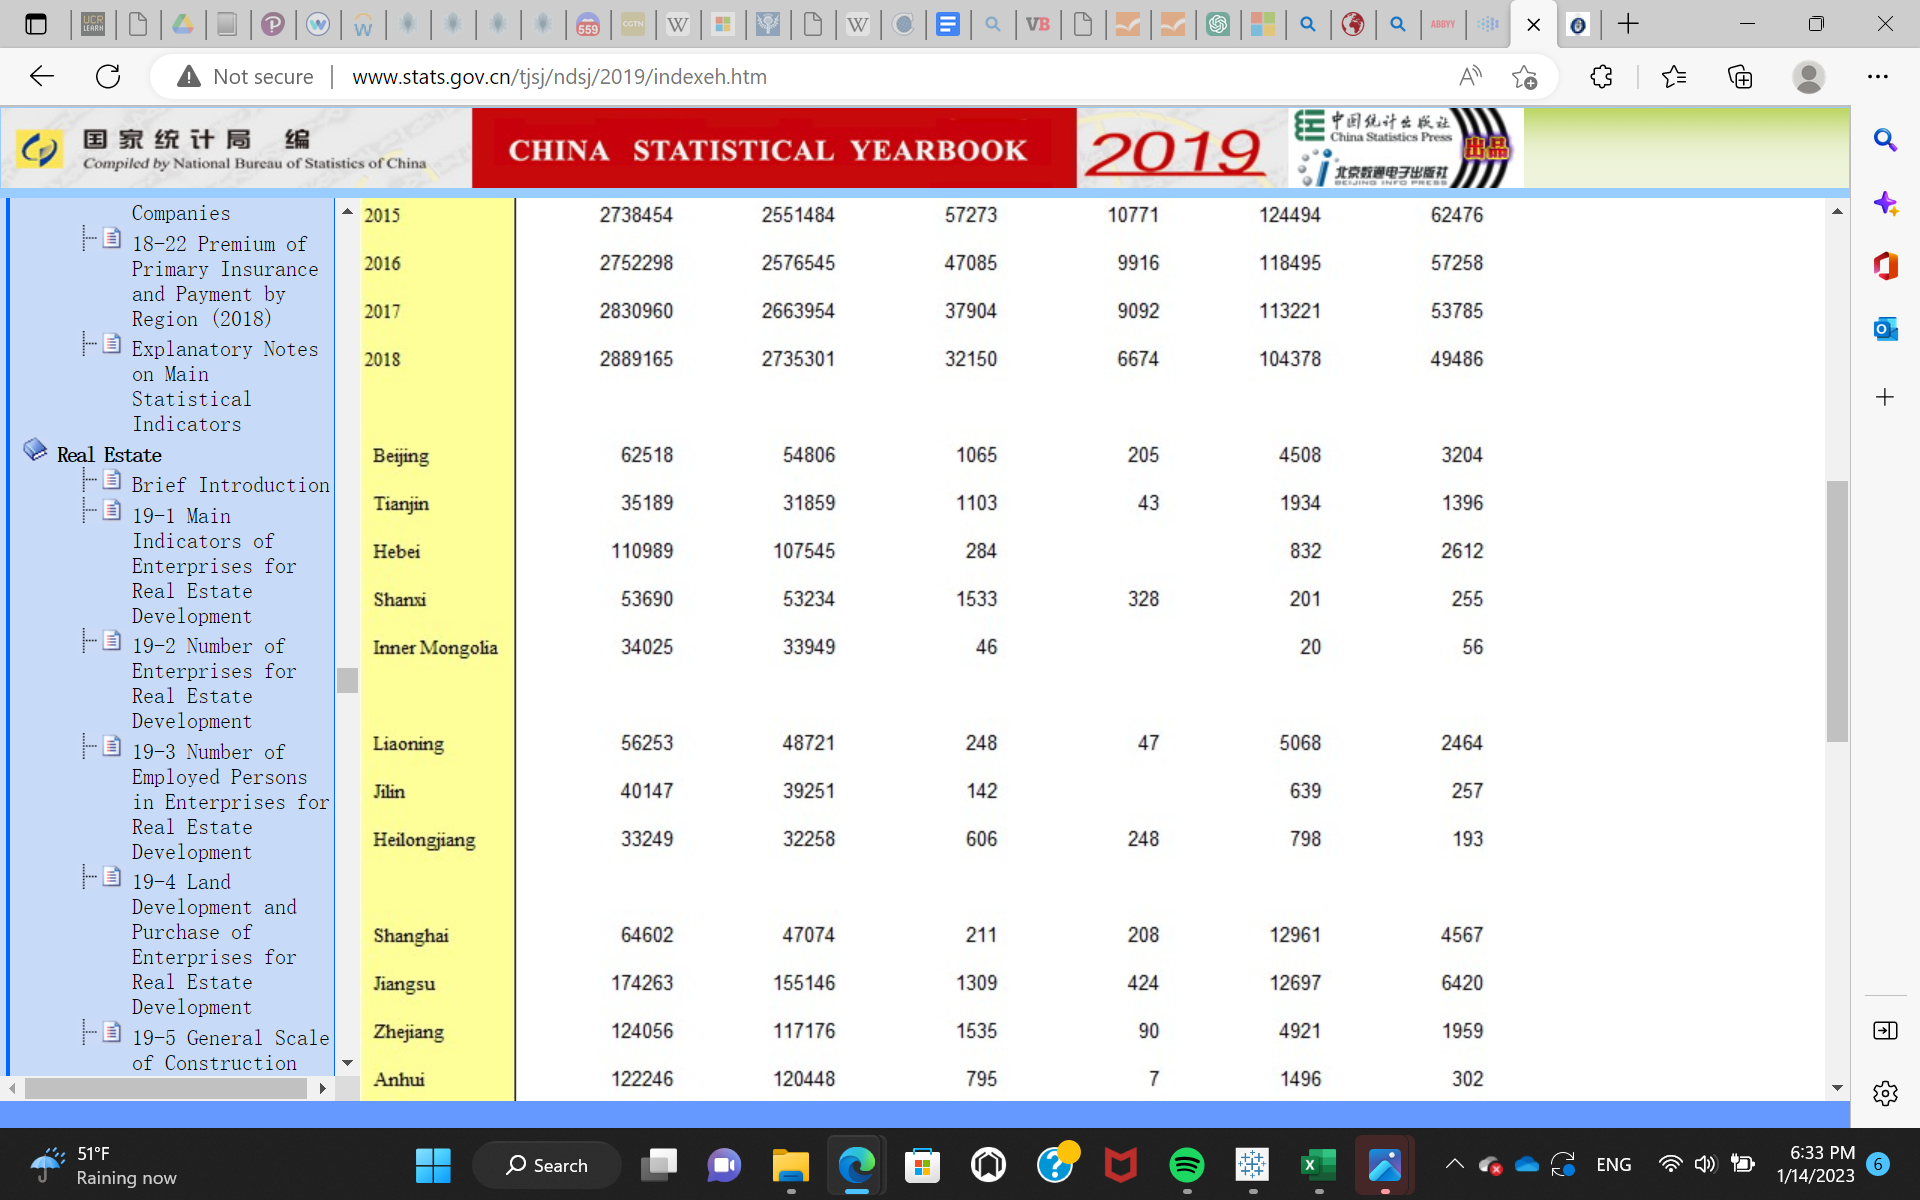 UCR LEARN
559
CCTN
VB
ABBYY
Not secure
www.stats.gov.cn/tjsj/ndsj/2019/indexeh.htm
国家统计局 编
Compiled by National Bureau of Statistics of China
CHINA STATISTICAL YEARBOOK
2019
中国统计出版社
China Statistics Press
北京数通电子出版社
BEIJING INFO PRESS
出品
Companies
18-22 Premium of
Primary Insurance
and Payment by
Region (2018)
Explanatory Notes
on Main
Statistical
Indicators
Real Estate
Brief Introduction
19-1 Main
Indicators of
Enterprises for
Real Estate
Development
19-2 Number of
Enterprises for
Real Estate
Development
19-3 Number of
Employed Persons
in Enterprises for
Real Estate
Development
19-4 Land
Development and
Purchase of
Enterprises for
Real Estate
Development
19-5 General Scale
of Construction
2015 2738454 2551484 57273 10771 124494 62476
2016 2752298 2576545 47085 9916 118495 57258
2017 2830960 2663954 37904 9092 113221 53785
2018 2889165 2735301 32150 6674 104378 49486
Beijing 62518 54806 1065 205 4508 3204
Tianjin 35189 31859 1103 43 1934 1396
Hebei 110989 107545 284 832 2612
Shanxi 53690 53234 1533 328 201 255
Inner Mongolia 34025 33949 46 20 56
Liaoning 56253 48721 248 47 5068 2464
Jilin 40147 39251 142 639 257
Heilongjiang 33249 32258 606 248 798 193
Shanghai 64602 47074 211 208 12961 4567
Jiangsu 174263 155146 1309 424 12697 6420
Zhejiang 124056 117176 1535 90 4921 1959
Anhui 122246 120448 795 7 1496 302
51°F
Raining now
Search
ENG
6:33 PM
1/14/2023
6